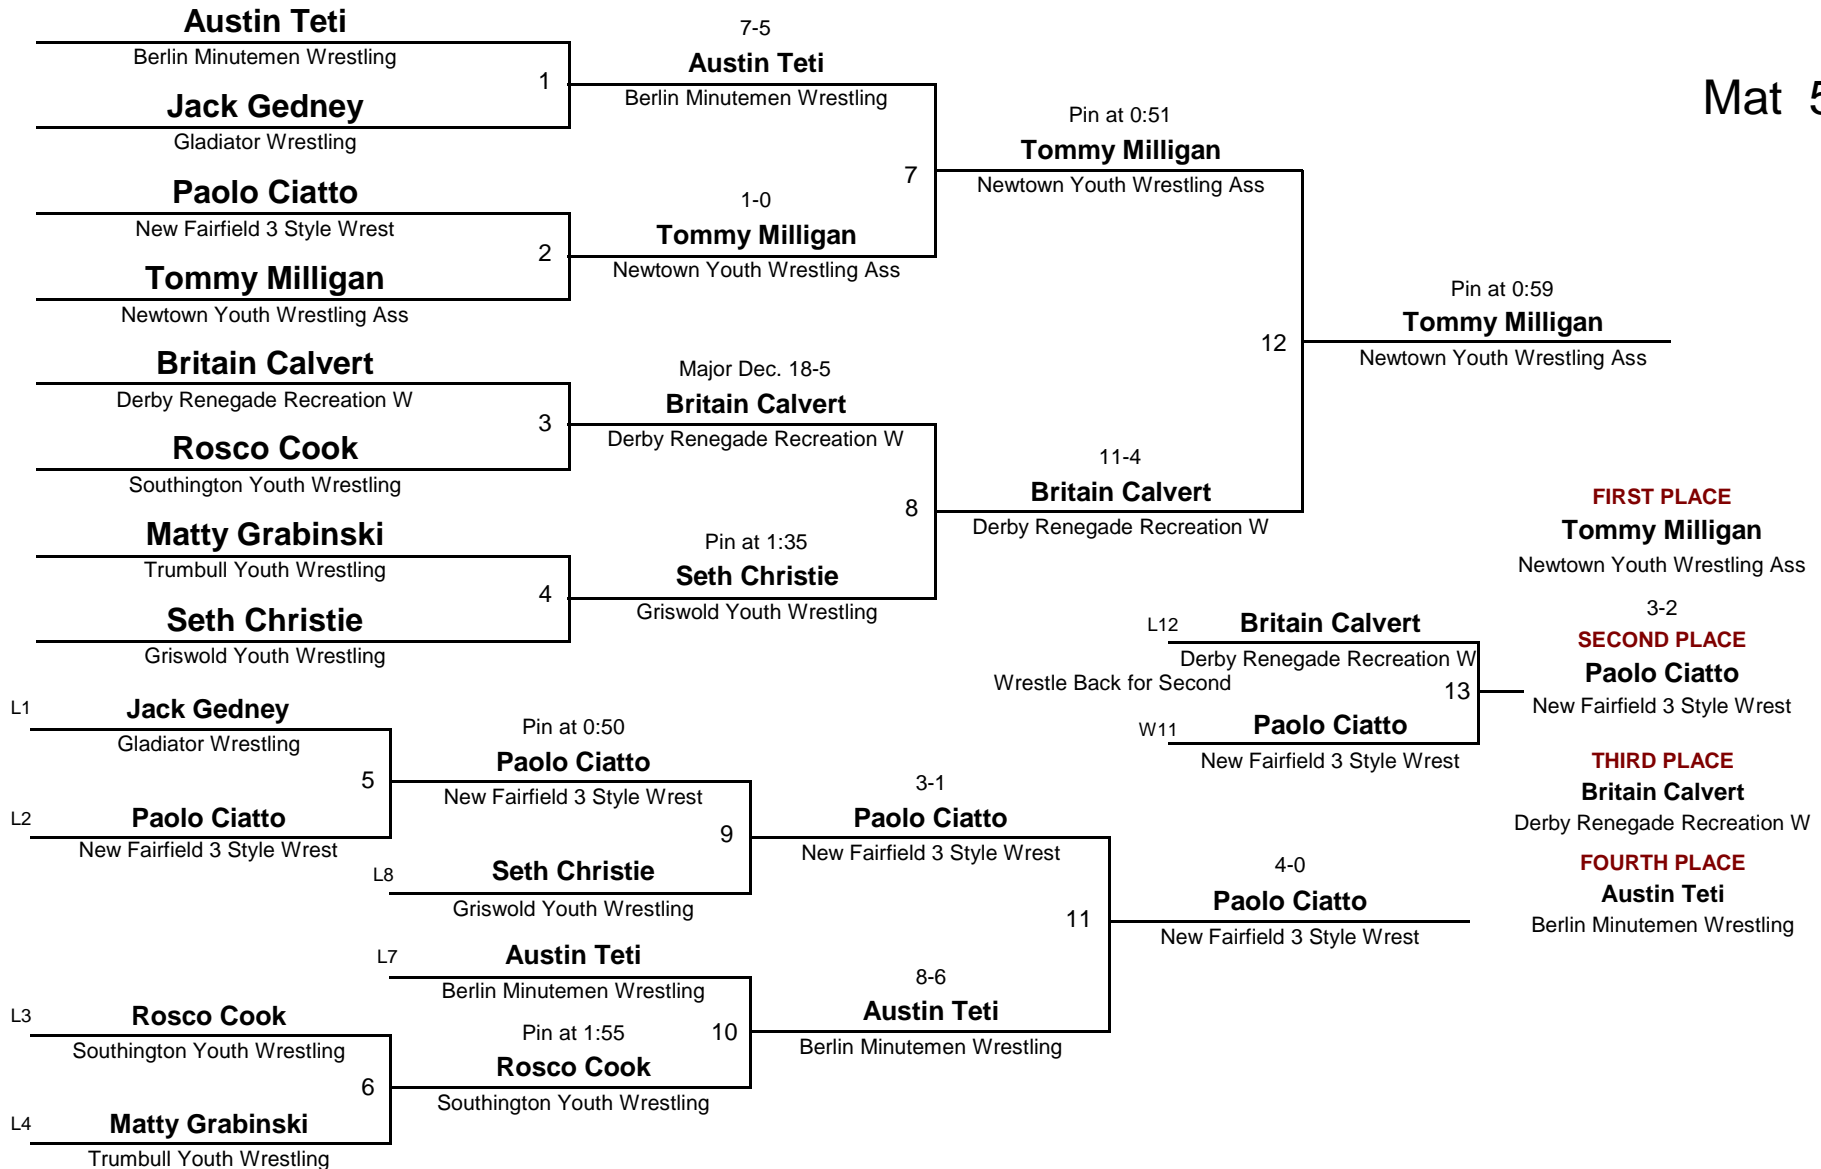 Austin Teti
Berlin Minutemen Wrestling
1
Jack Gedney
Gladiator Wrestling
Paolo Ciatto
New Fairfield 3 Style Wrest
2
Tommy Milligan
Newtown Youth Wrestling Ass
Britain Calvert
Derby Renegade Recreation W
3
Rosco Cook
Southington Youth Wrestling
Matty Grabinski
Trumbull Youth Wrestling
4
Seth Christie
Griswold Youth Wrestling
7-5
Austin Teti
Berlin Minutemen Wrestling
7
1-0
Tommy Milligan
Newtown Youth Wrestling Ass
Major Dec. 18-5
Britain Calvert
Derby Renegade Recreation W
8
Pin at 1:35
Seth Christie
Griswold Youth Wrestling
Pin at 0:51
Tommy Milligan
Newtown Youth Wrestling Ass
12
11-4
Britain Calvert
Derby Renegade Recreation W
Pin at 0:59
Tommy Milligan
Newtown Youth Wrestling Ass
Mat 5
L1 Jack Gedney
Gladiator Wrestling
5
L2 Paolo Ciatto
New Fairfield 3 Style Wrest
L3 Rosco Cook
Southington Youth Wrestling
6
L4 Matty Grabinski
Trumbull Youth Wrestling
Pin at 0:50
Paolo Ciatto
New Fairfield 3 Style Wrest
9
L8 Seth Christie
Griswold Youth Wrestling
L7 Austin Teti
Berlin Minutemen Wrestling
Pin at 1:55 10
Rosco Cook
Southington Youth Wrestling
3-1
Paolo Ciatto
New Fairfield 3 Style Wrest
11
8-6
Austin Teti
Berlin Minutemen Wrestling
4-0
Paolo Ciatto
New Fairfield 3 Style Wrest
L12 Britain Calvert
Derby Renegade Recreation W
Wrestle Back for Second 13
W11 Paolo Ciatto
New Fairfield 3 Style Wrest
FIRST PLACE
Tommy Milligan
Newtown Youth Wrestling Ass
3-2
SECOND PLACE
Paolo Ciatto
New Fairfield 3 Style Wrest
THIRD PLACE
Britain Calvert
Derby Renegade Recreation W
FOURTH PLACE
Austin Teti
Berlin Minutemen Wrestling